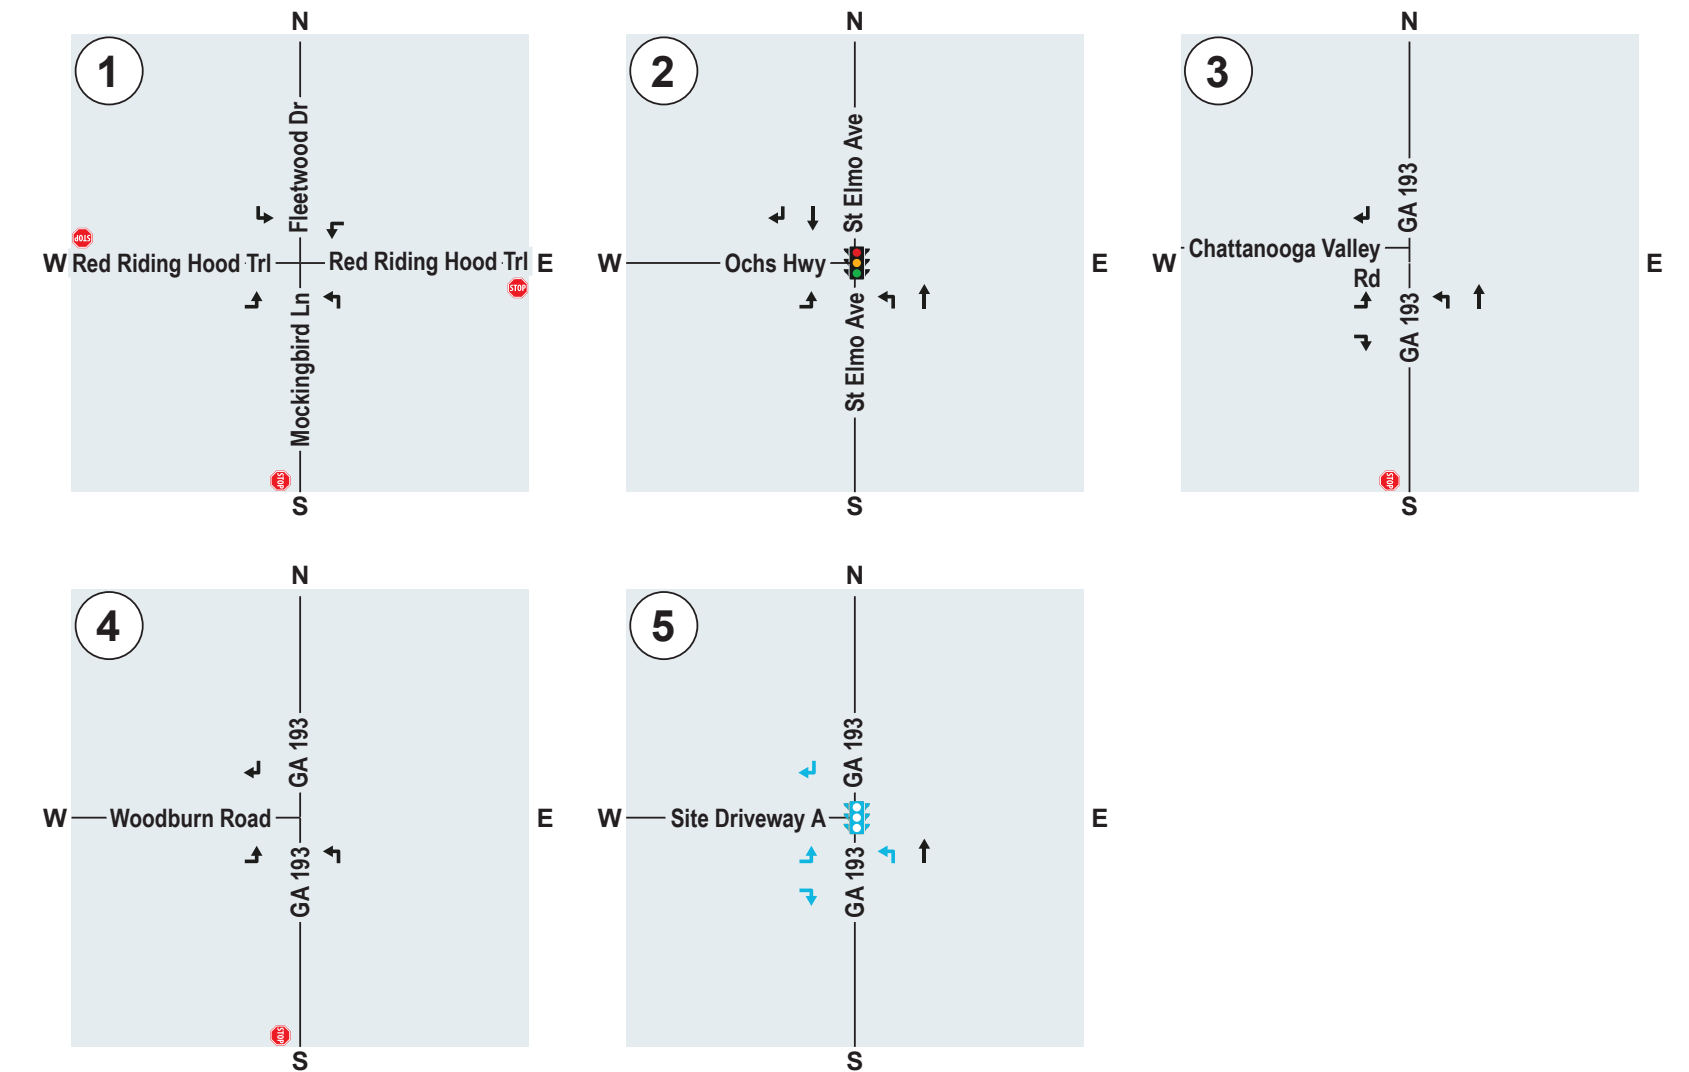 N
1
Fleetwood Dr
STOP
W Red Riding Hood Trl Red Riding Hood Trl E
STOP
Mockingbird Ln
STOP
S
N
2
St Elmo Ave
W Ochs Hwy E
St Elmo Ave
S
N
3
GA 193
W Chattanooga Valley E
Rd
GA 193
STOP
S
N
4
GA 193
W Woodburn Road E
GA 193
STOP
S
N
5
GA 193
W Site Driveway A E
GA 193
S